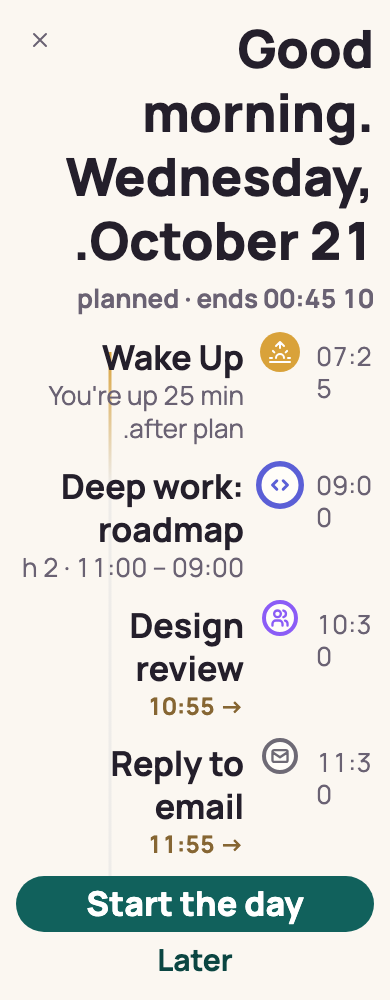 Good
morning.
Wednesday,
.October 21
planned · ends 00:45 10
07:2
5
Wake Up
You're up 25 min
.after plan
09:0
0
Deep work:
roadmap
h 2 · 11:00 – 09:00
10:3
0
Design
review
10:55 →
11:3
0
Reply to
email
11:55 →
Start the day
Later